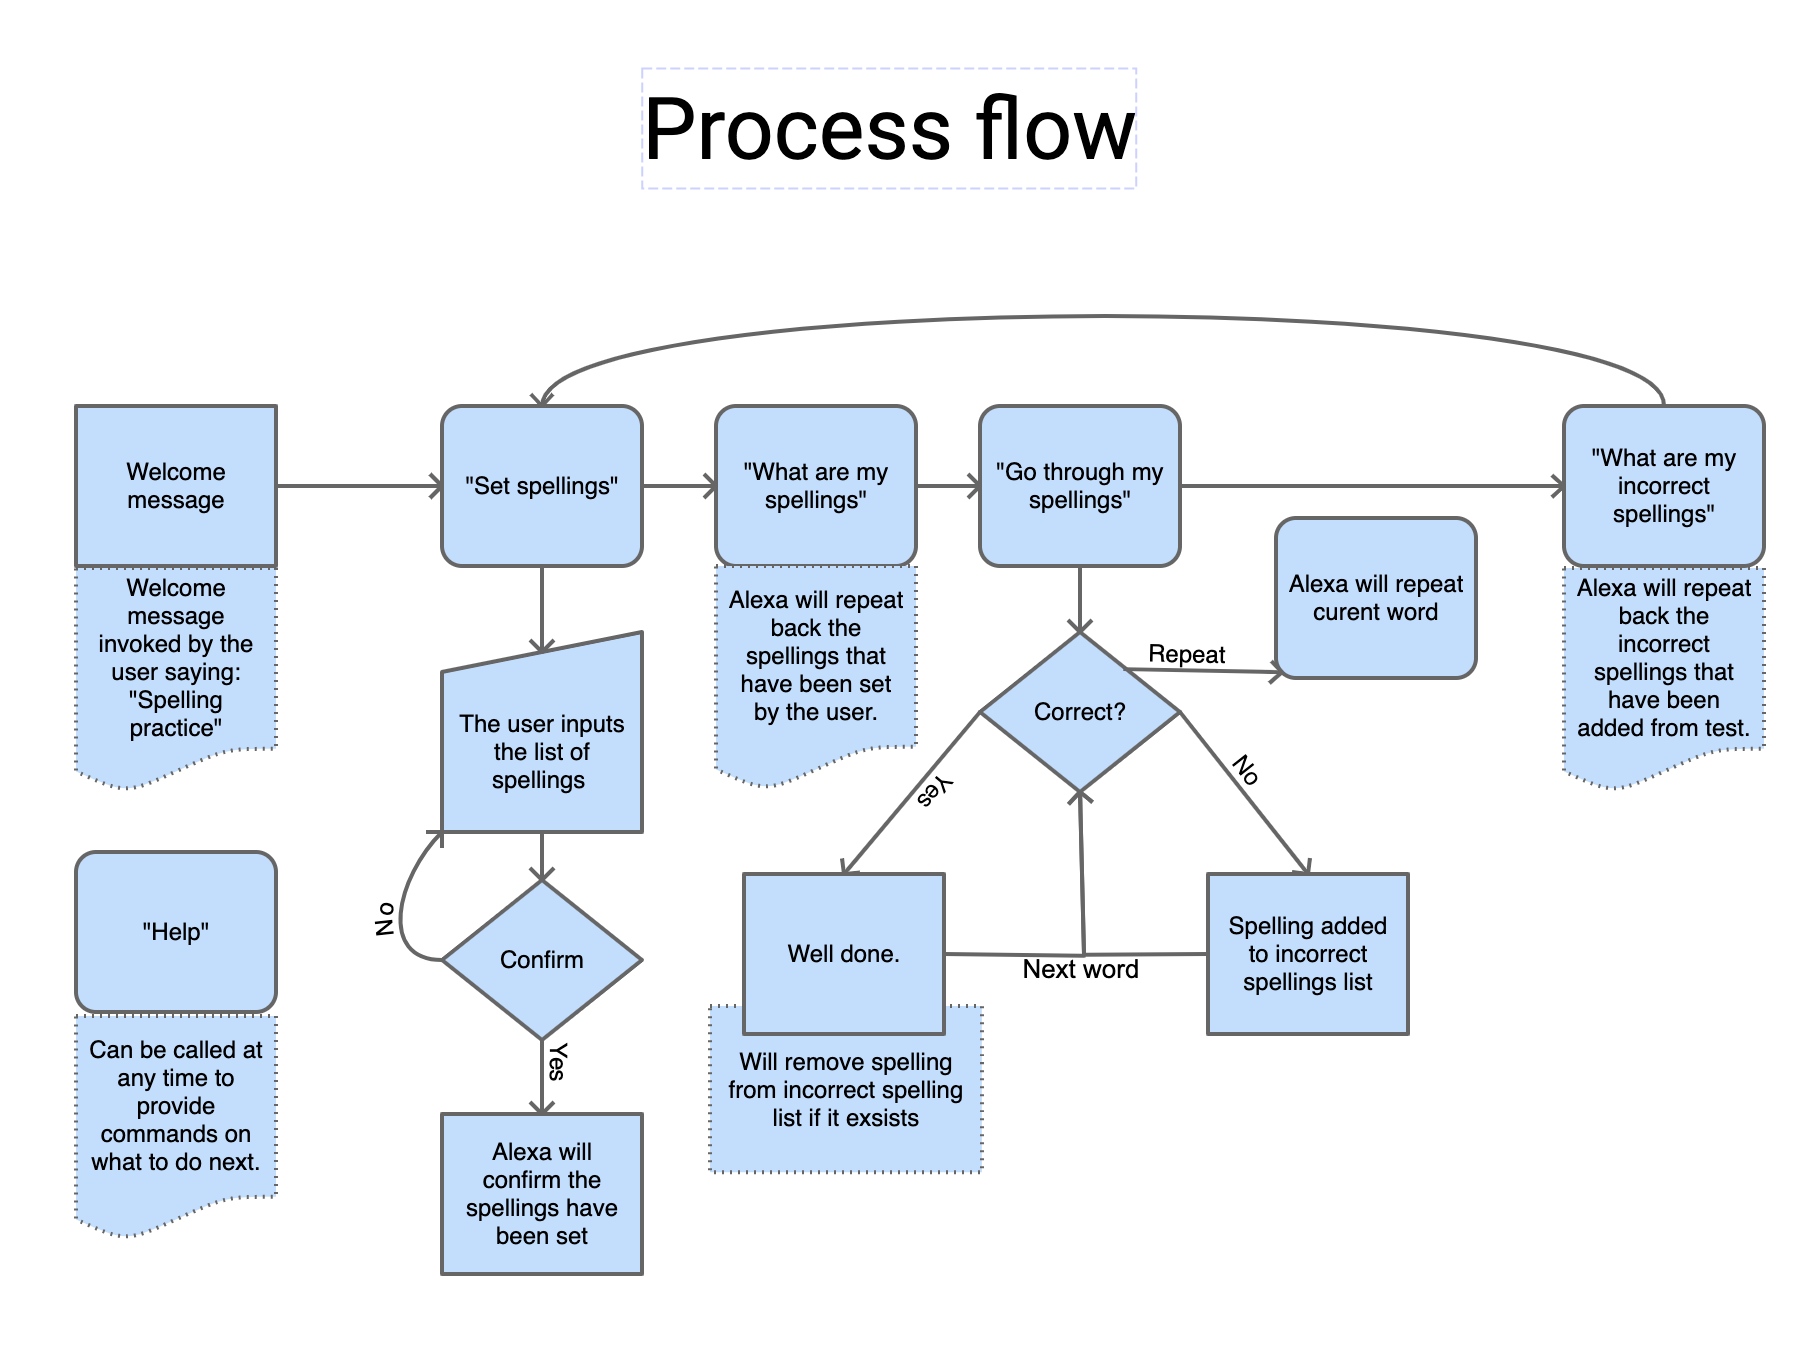 Process flow
Welcome
message
"Set spellings"
"What are my
spellings"
"Go through my
spellings"
"What are my
incorrect
spellings"
Welcome
message
invoked by the
user saying:
"Spelling
practice"
The user inputs
the list of
spellings
No
Confirm
Yes
Alexa will
confirm the
spellings have
been set
Alexa will repeat
back the
spellings that
have been set
by the user.
Correct?
Repeat
Alexa will repeat
curent word
Yes
No
Well done.
Next word
Spelling added
to incorrect
spellings list
Will remove spelling
from incorrect spelling
list if it exsists
Alexa will repeat
back the
incorrect
spellings that
have been
added from test.
"Help"
Can be called at
any time to
provide
commands on
what to do next.